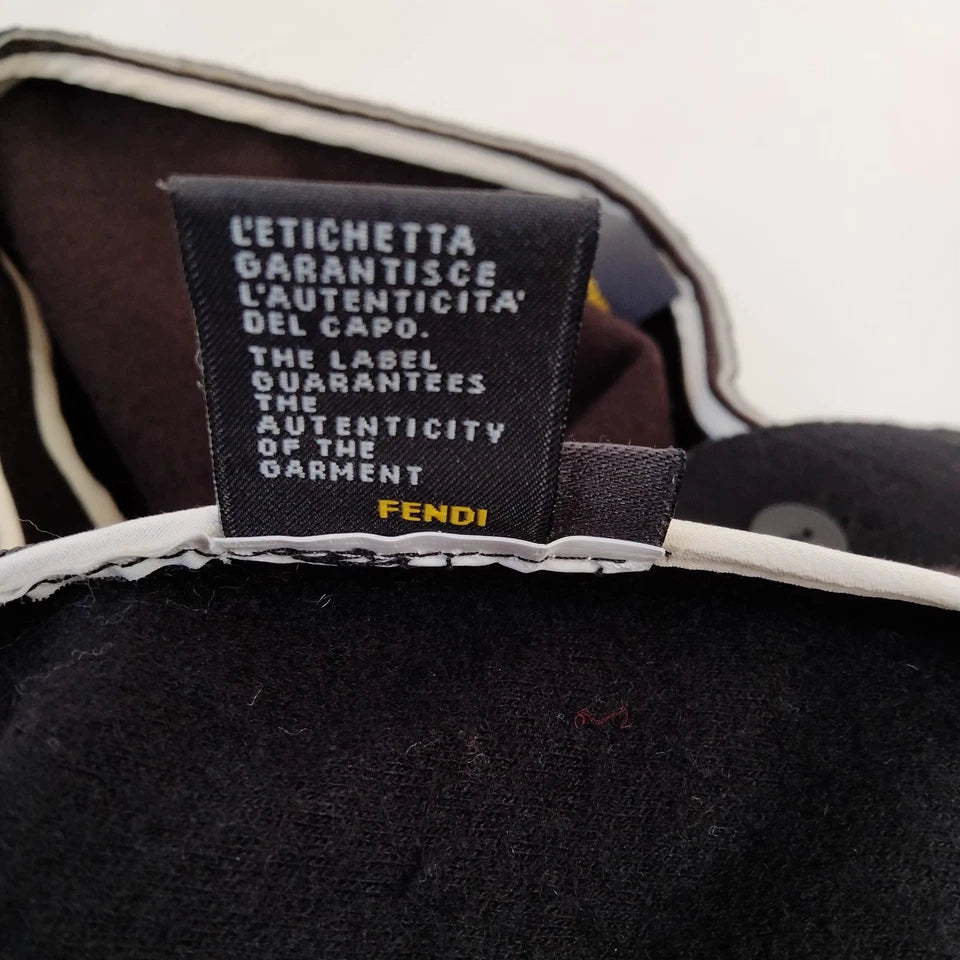 L'ETICHETTA
GARANTISCE
L'AUTENTICITA'
DEL CAPO.
THE LABEL
GUARANTEES
THE
AUTENTICITY
OF THE
GARMENT
FENDI